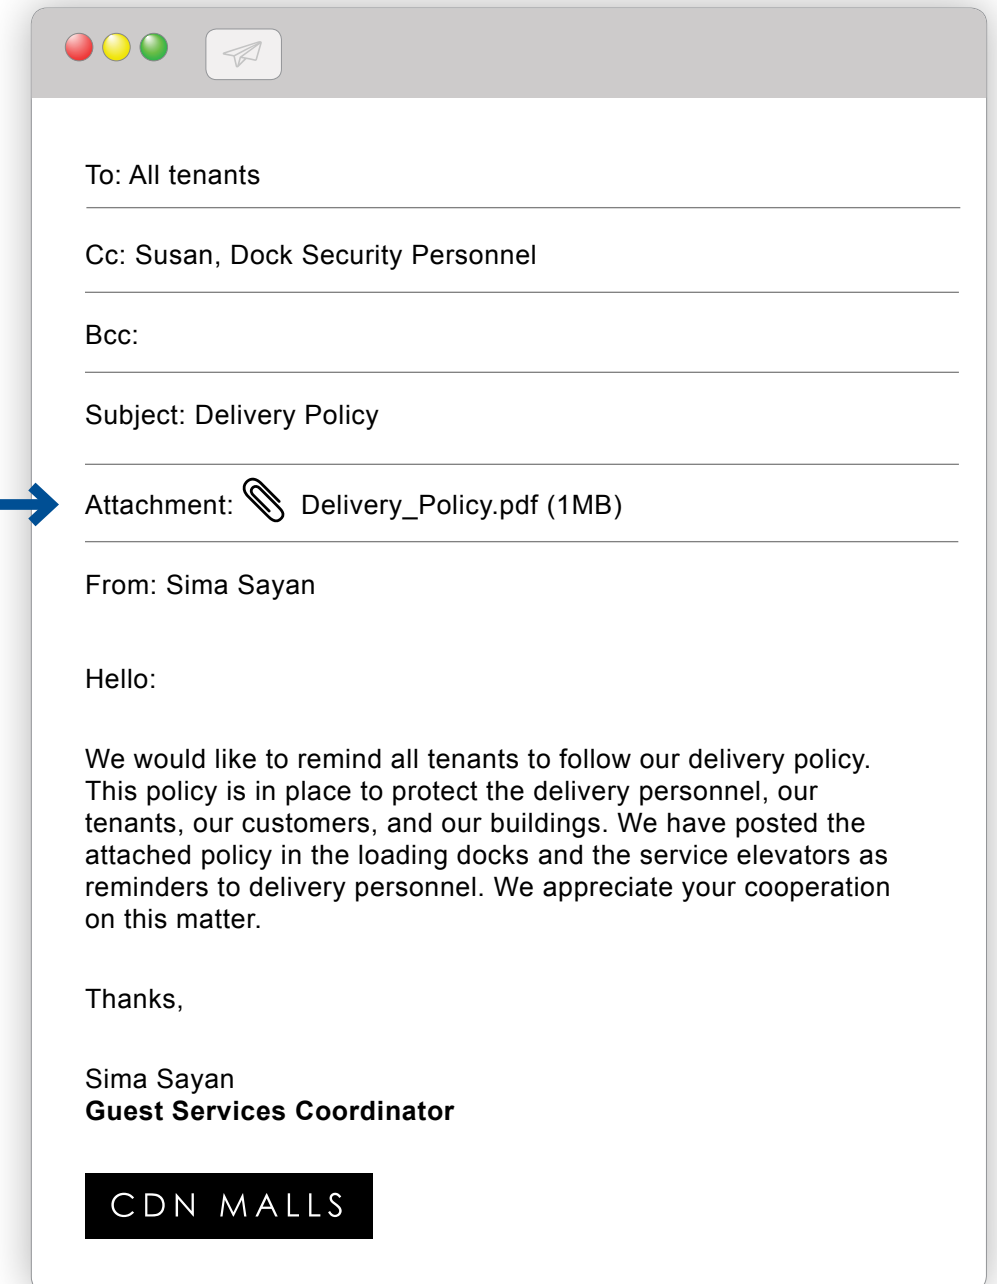 To: All tenants
Cc: Susan, Dock Security Personnel
Bcc:
Subject: Delivery Policy
Attachment: Delivery_Policy.pdf (1MB)
From: Sima Sayan
Hello:
We would like to remind all tenants to follow our delivery policy.
This policy is in place to protect the delivery personnel, our
tenants, our customers, and our buildings. We have posted the
attached policy in the loading docks and the service elevators as
reminders to delivery personnel. We appreciate your cooperation
on this matter.
Thanks,
Sima Sayan
Guest Services Coordinator
CDN MALLS